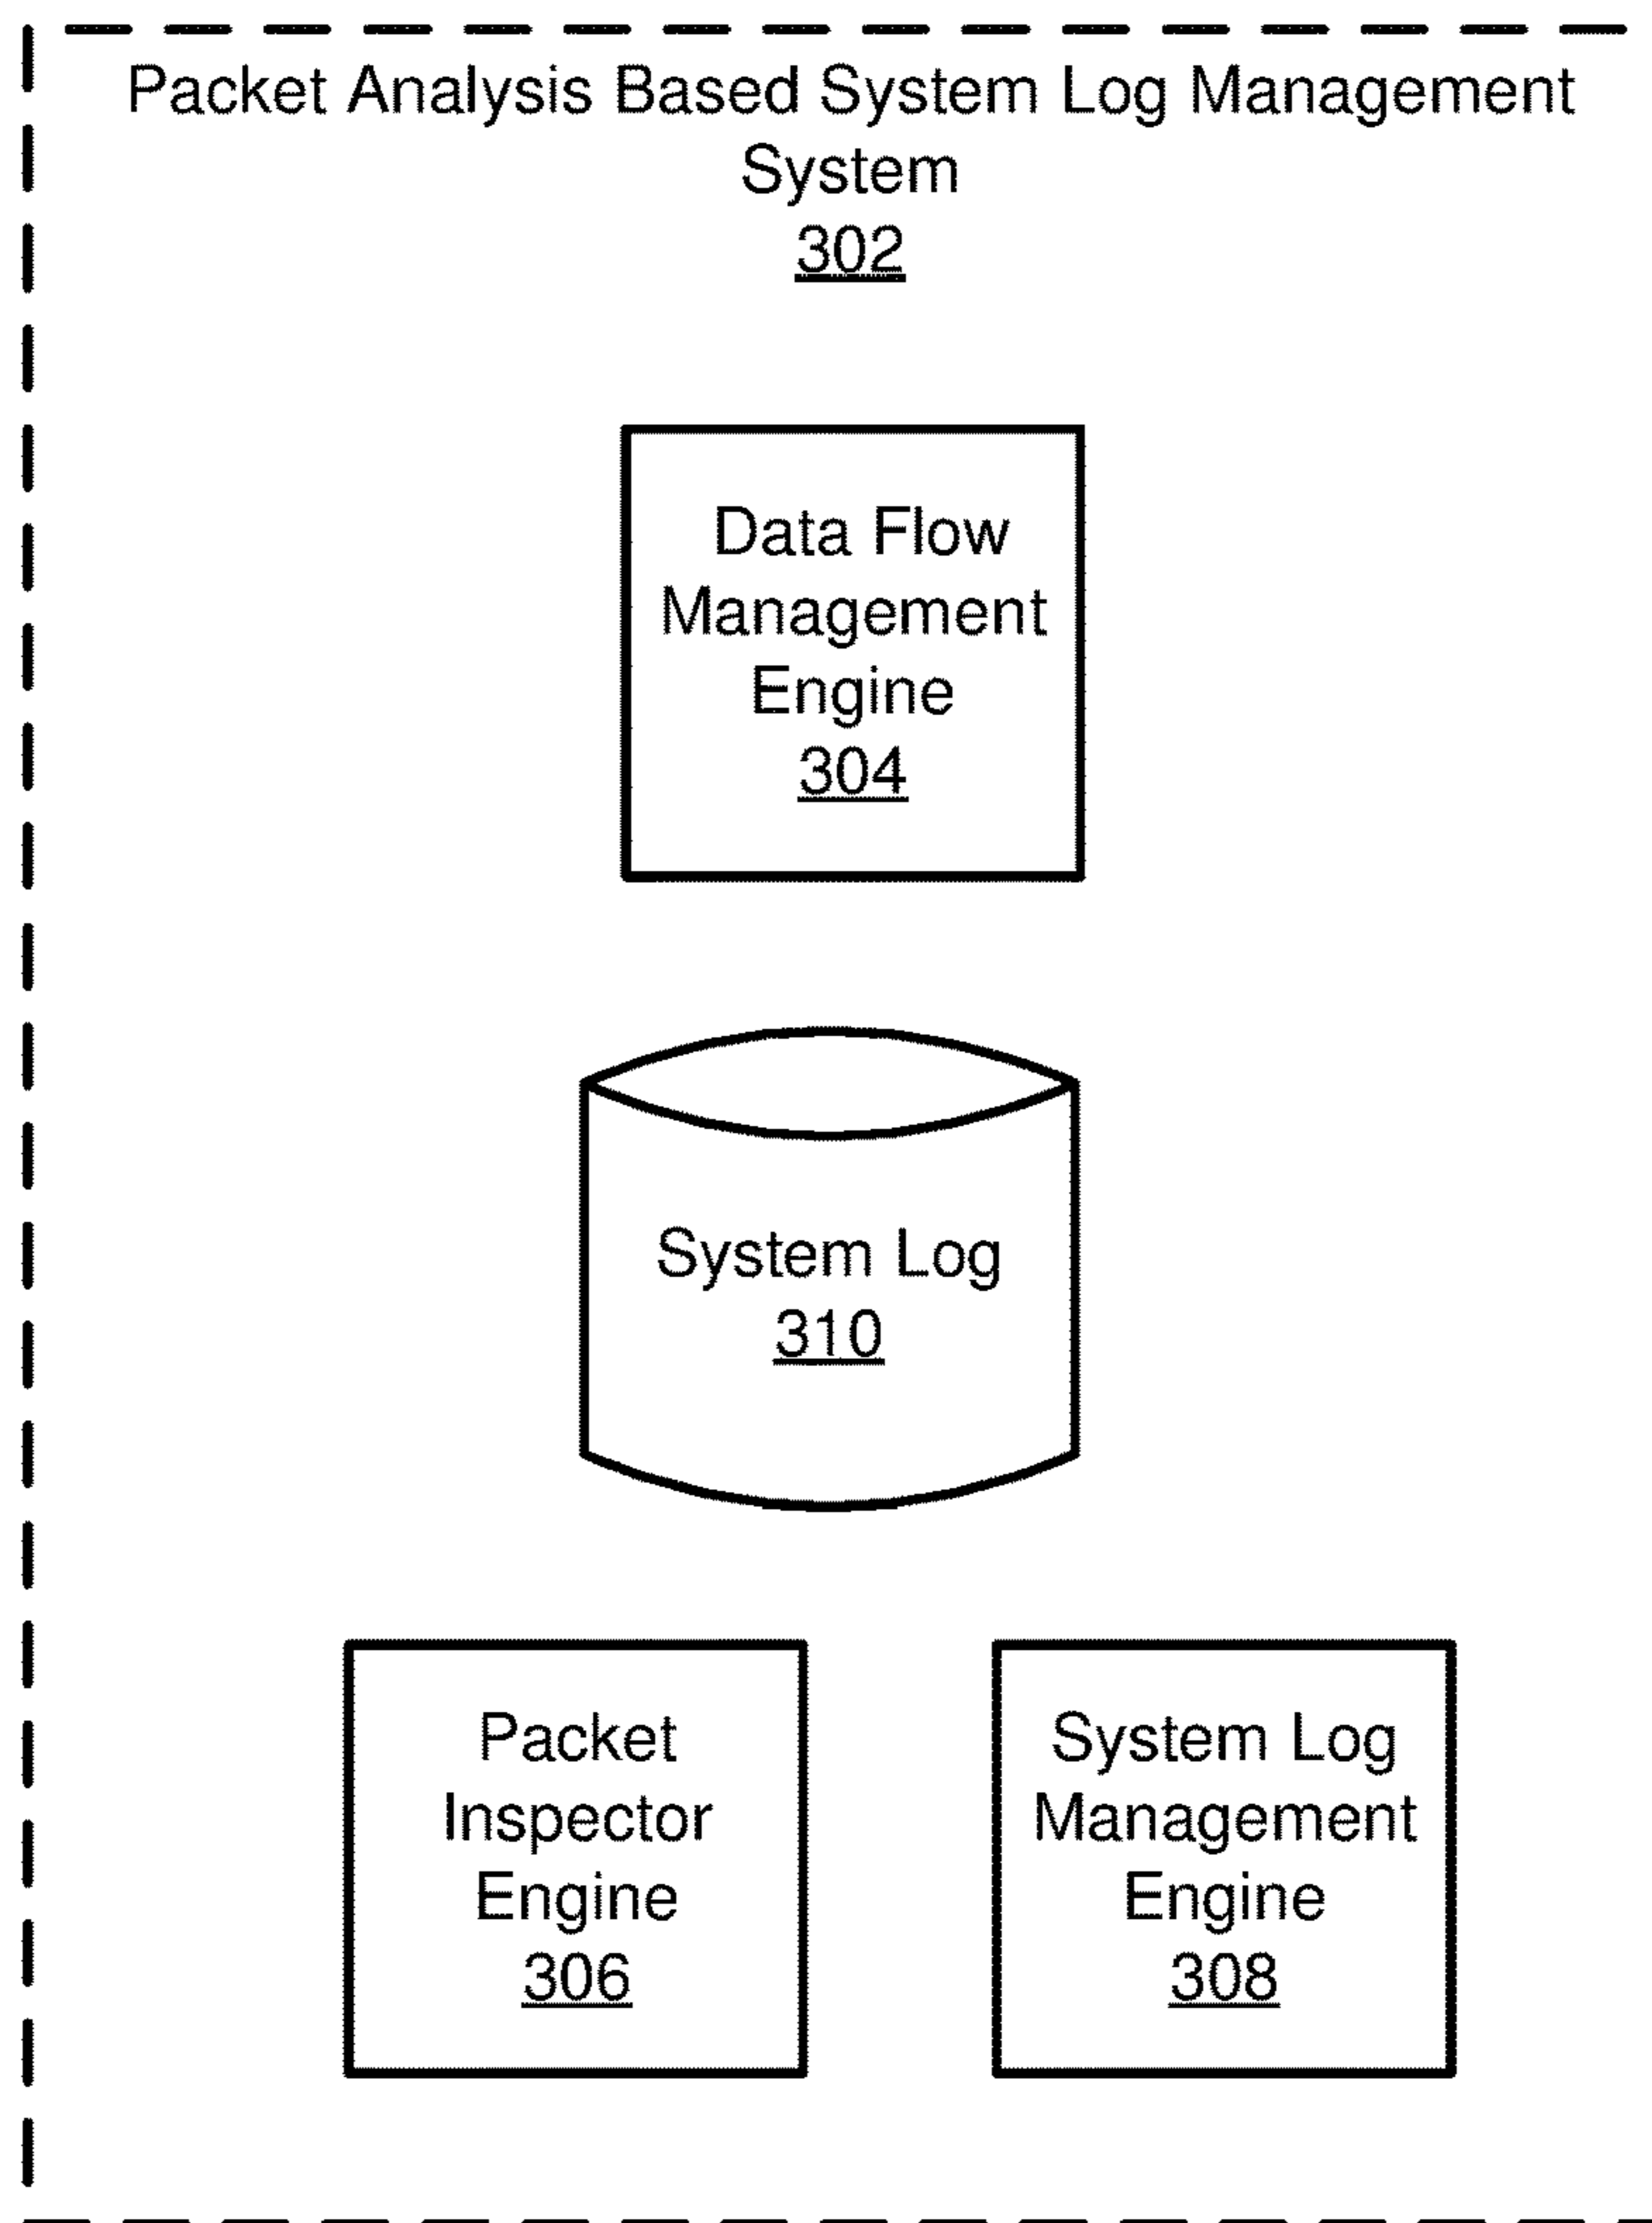 Packet Analysis Based System Log Management
System
302
Data Flow
Management
Engine
304
System Log
310
Packet
Inspector
Engine
306
System Log
Management
Engine
308